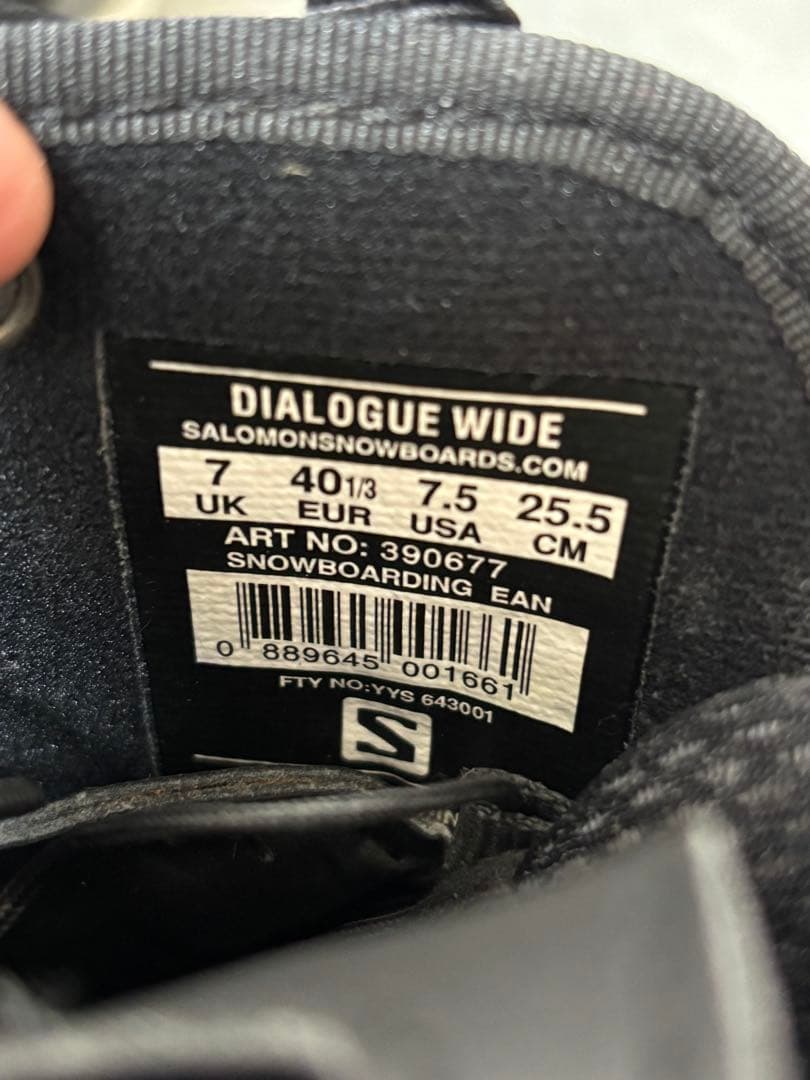 DIALOGUE WIDE
SALOMONSNOWBOARDS.COM
7 40 1/3 7.5 25.5
UK EUR USA CM
ART NO: 390677
SNOWBOARDING EAN
0 889645 001661
FTY NO:YYS 643001